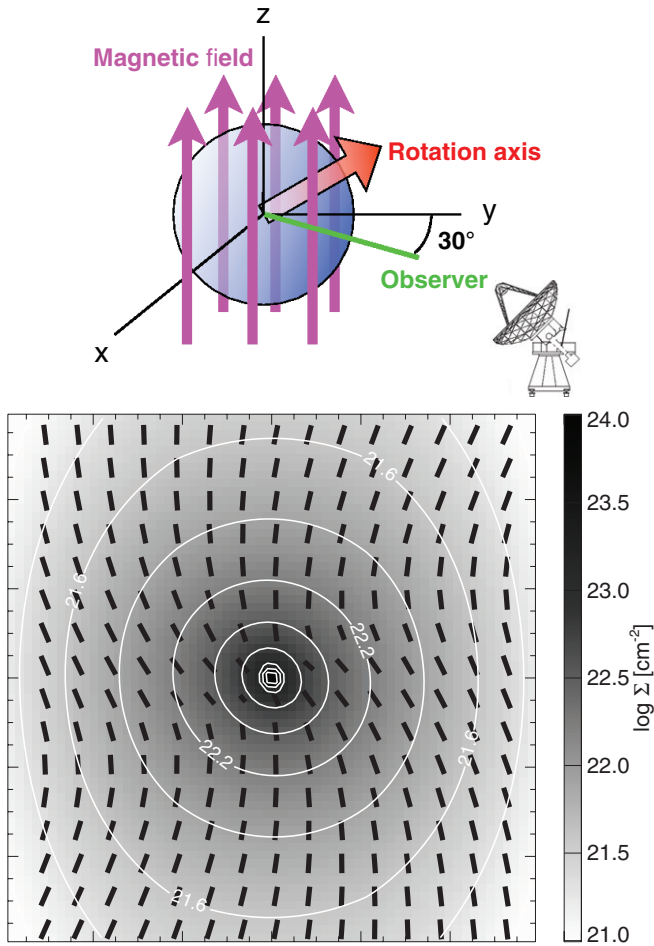 z
Magnetic field
Rotation axis
y
30°
Observer
x
24.0
23.5
23.0
22.5
22.0
21.5
21.0
log Σ [cm⁻²]
21.6
21.6
22.2
22.2
21.6
21.6